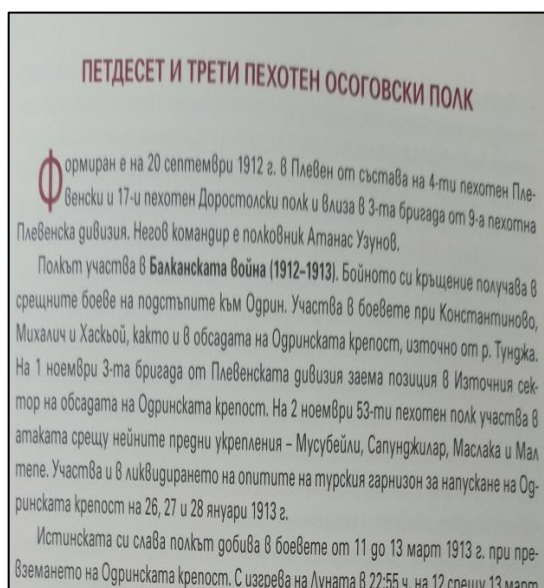 ПЕТДЕСЕТ И ТРЕТИ ПЕХОТЕН ОСОГОВСКИ ПОЛК
Формиран е на 20 септември 1912 г. в Плевен от състава на 4-ти пехотен Пле-
венски и 17-и пехотен Доростолски полк и влиза в 3-та бригада от 9-а пехотна
Плевенска дивизия. Негов командир е полковник Атанас Узунов.
Полкът участва в Балканската война (1912–1913). Бойното си кръщение получава в
срещните боеве на подстъпите към Одрин. Участва в боевете при Константиново,
Михалич и Хаскьой, както и в обсадата на Одринската крепост, източно от р. Тунджа.
На 1 ноември 3-та бригада от Плевенската дивизия заема позиция в Източния сек-
тор на обсадата на Одринската крепост. На 2 ноември 53-ти пехотен полк участва в
атаката срещу нейните предни укрепления – Мусубейли, Сапунджилар, Маслака и Мал
тепе. Участва и в ликвидирането на опитите на турския гарнизон за напускане на Од-
ринската крепост на 26, 27 и 28 януари 1913 г.
Истинската си слава полкът добива в боевете от 11 до 13 март 1913 г. при пре-
вземането на Одринската крепост. С изгрева на Луната в 22:55 ч. на 12 срещу 13 март